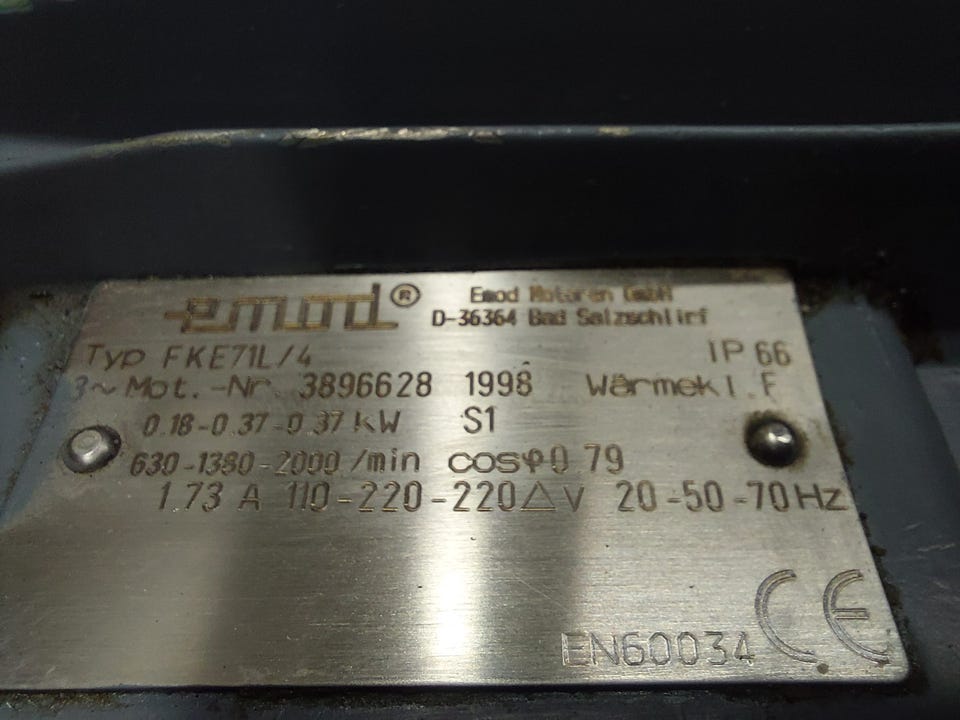 emod® Emod Motoren GmbH
D-36364 Bad Salzschlirf
Typ FKE71L/4 IP 66
3~Mot.-Nr. 3896628 1998 Wärmekl.F
0.18-0.37-0.37 KW S1
630-1380-2000/min cosφ0 79
1.73 A 110-220-220△V 20-50-70Hz
EN60034 CE